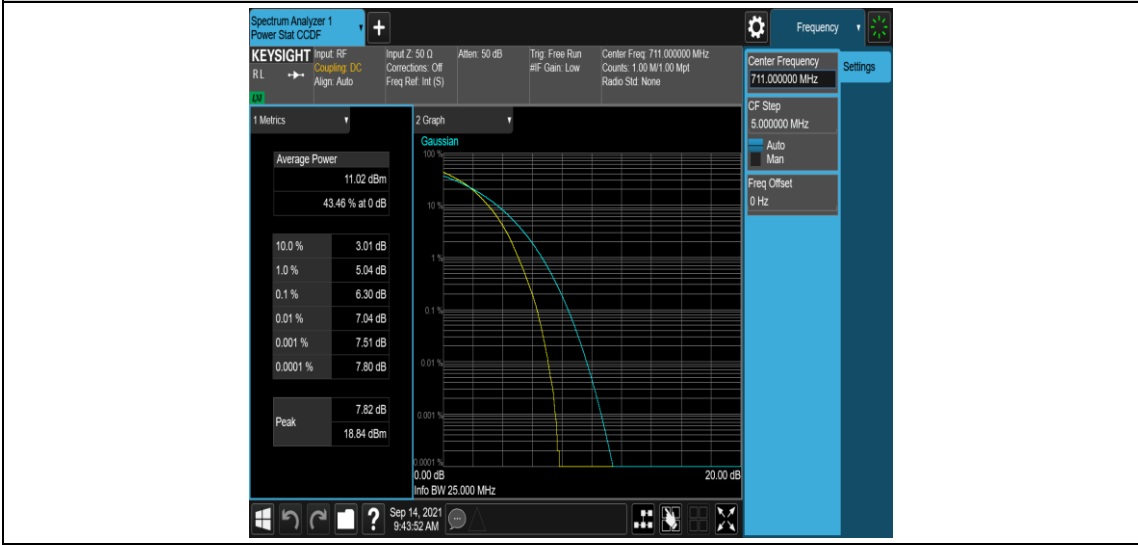 Spectrum Analyzer 1
Power Stat CCDF
+
Frequency
KEYSIGHT
Input: RF
Input Z: 50 Ω
Atten: 50 dB
Trig: Free Run
Center Freq: 711.000000 MHz
RL
Coupling: DC
Corrections: Off
#IF Gain: Low
Counts: 1.00 M/1.00 Mpt
Align: Auto
Freq Ref: Int (S)
Radio Std: None
LM
Center Frequency
711.000000 MHz
Settings
CF Step
5.000000 MHz
Auto
Man
Freq Offset
0 Hz
1 Metrics
2 Graph
Average Power
11.02 dBm
43.46 % at 0 dB
10.0 % 3.01 dB
1.0 % 5.04 dB
0.1 % 6.30 dB
0.01 % 7.04 dB
0.001 % 7.51 dB
0.0001 % 7.80 dB
Peak
7.82 dB
18.84 dBm
Gaussian
100 %
10 %
1 %
0.1 %
0.01 %
0.001 %
0.0001 %
0.00 dB
20.00 dB
Info BW 25.000 MHz
?
Sep 14, 2021
9:43:52 AM